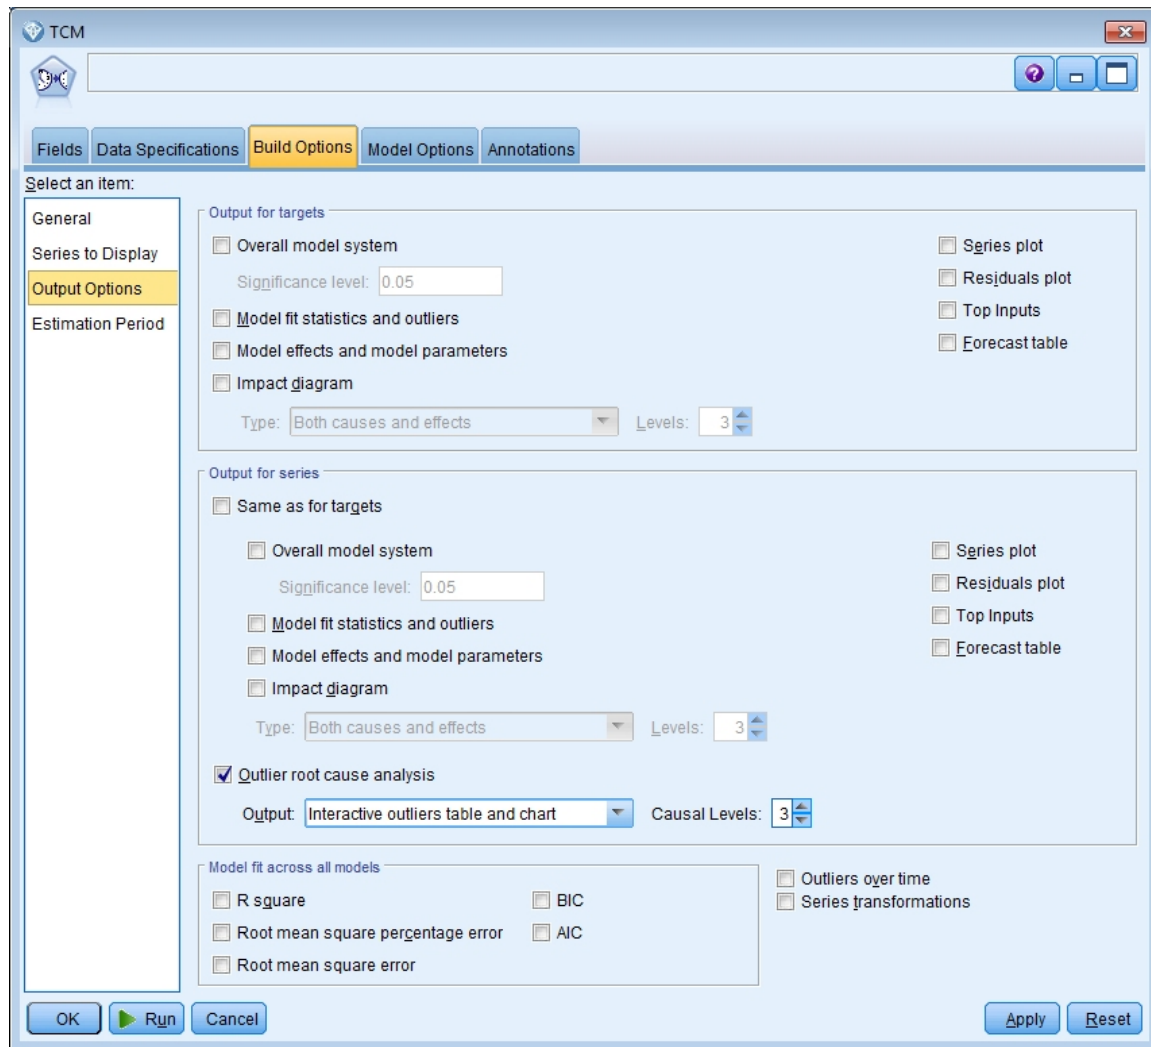 TCM
Fields Data Specifications Build Options Model Options Annotations
Select an item:
General
Series to Display
Output Options
Estimation Period
Output for targets
Overall model system
Significance level: 0.05
Model fit statistics and outliers
Model effects and model parameters
Impact diagram
Type: Both causes and effects Levels: 3
Series plot
Residuals plot
Top Inputs
Forecast table
Output for series
Same as for targets
Overall model system
Significance level: 0.05
Model fit statistics and outliers
Model effects and model parameters
Impact diagram
Type: Both causes and effects Levels: 3
Series plot
Residuals plot
Top Inputs
Forecast table
Outlier root cause analysis
Output: Interactive outliers table and chart Causal Levels: 3
Model fit across all models
R square BIC
Root mean square percentage error AIC
Root mean square error
Outliers over time
Series transformations
OK Run Cancel Apply Reset